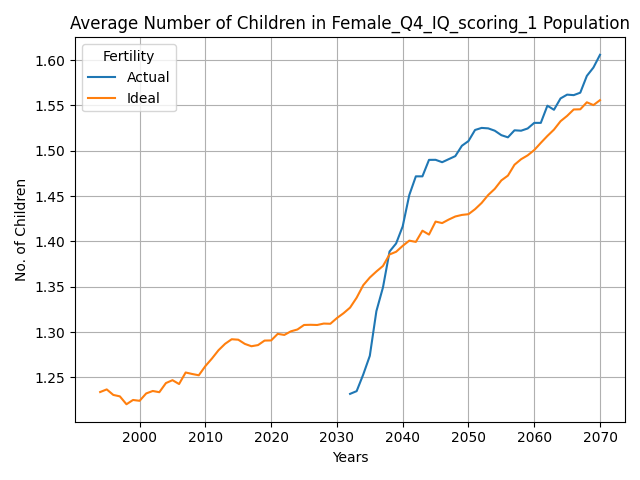 Average Number of Children in Female_Q4_IQ_scoring_1 Population
Fertility
Actual
Ideal
No. of Children
1.60
1.55
1.50
1.45
1.40
1.35
1.30
1.25
2000 2010 2020 2030 2040 2050 2060 2070
Years